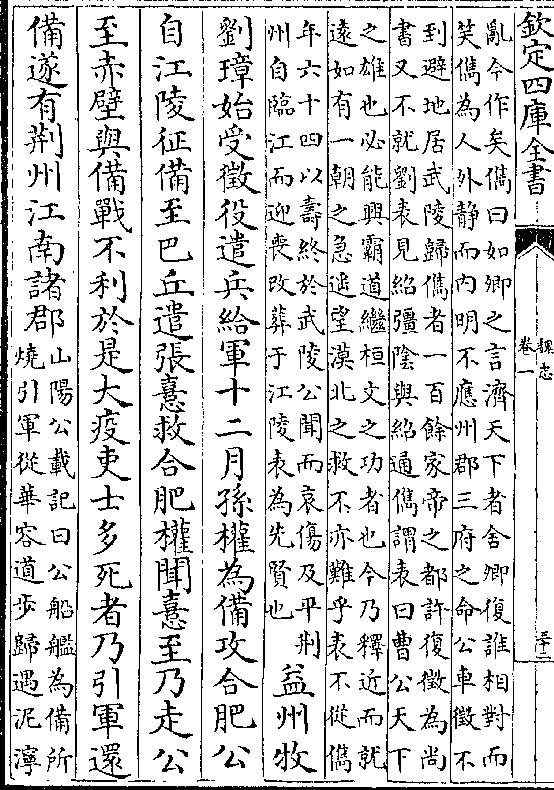 欽定四庫全書
魏志
卷一
三十二
亂今作矣儁曰如卿之言濟天下者舍卿復誰相對而
笑儁為人外静而内明不應州郡三府之命公車徵不
到避地居武陵歸儁者一百餘家帝之都許復徵為尚
書又不就劉表見紹彊陰與紹通儁謂表曰曹公天下
之雄也必能興霸道繼桓文之功者也今乃釋近而就
逺如有一朝之急遥望漠北之救不亦難乎表不從儁
年六十四以壽終於武陵公聞而哀傷及平荆
州自臨江而迎喪改葬于江陵表為先賢也
益州牧
劉璋始受徵役遣兵給軍十二月孫權為備攻合肥公
自江陵征備至巴丘遣張憙救合肥權聞憙至乃走公
至赤壁與備戰不利於是大疫吏士多死者乃引軍還
備遂有荆州江南諸郡
山陽公載記曰公船艦為備所
燒引軍從華容道步歸遇泥濘